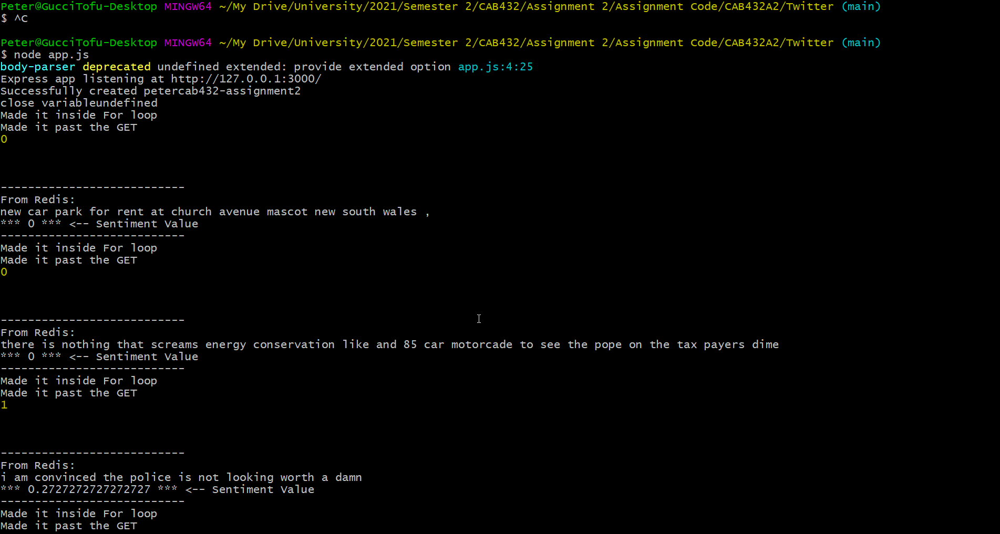 Peter@GucciTofu-Desktop MINGW64 ~/My Drive/University/2021/Semester 2/CAB432/Assignment 2/Assignment Code/CAB432A2/Twitter (main)
$ ^C
Peter@GucciTofu-Desktop MINGW64 ~/My Drive/University/2021/Semester 2/CAB432/Assignment 2/Assignment Code/CAB432A2/Twitter (main)
$ node app.js
body-parser deprecated undefined extended: provide extended option app.js:4:25
Express app listening at http://127.0.0.1:3000/
Successfully created petercab432-assignment2
close variableundefined
Made it inside For loop
Made it past the GET
0
---------------------------
From Redis:
new car park for rent at church avenue mascot new south wales ,
*** 0 *** <-- Sentiment Value
---------------------------
Made it inside For loop
Made it past the GET
0
---------------------------
From Redis:
there is nothing that screams energy conservation like and 85 car motorcade to see the pope on the tax payers dime
*** 0 *** <-- Sentiment Value
---------------------------
Made it inside For loop
Made it past the GET
1
---------------------------
From Redis:
i am convinced the police is not looking worth a damn
*** 0.2727272727272727 *** <-- Sentiment Value
---------------------------
Made it inside For loop
Made it past the GET